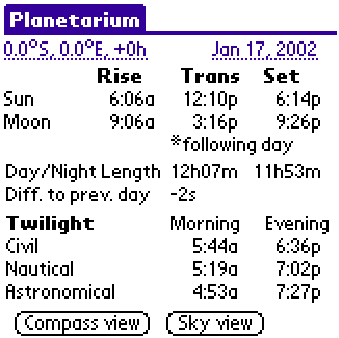 Planetarium
0.0°S, 0.0°E, +0h Jan 17, 2002
Rise Trans Set
Sun 6:06a 12:10p 6:14p
Moon 9:06a 3:16p 9:26p
*following day
Day/Night Length 12h07m 11h53m
Diff. to prev. day -2s
Twilight Morning Evening
Civil 5:44a 6:36p
Nautical 5:19a 7:02p
Astronomical 4:53a 7:27p
Compass view Sky view